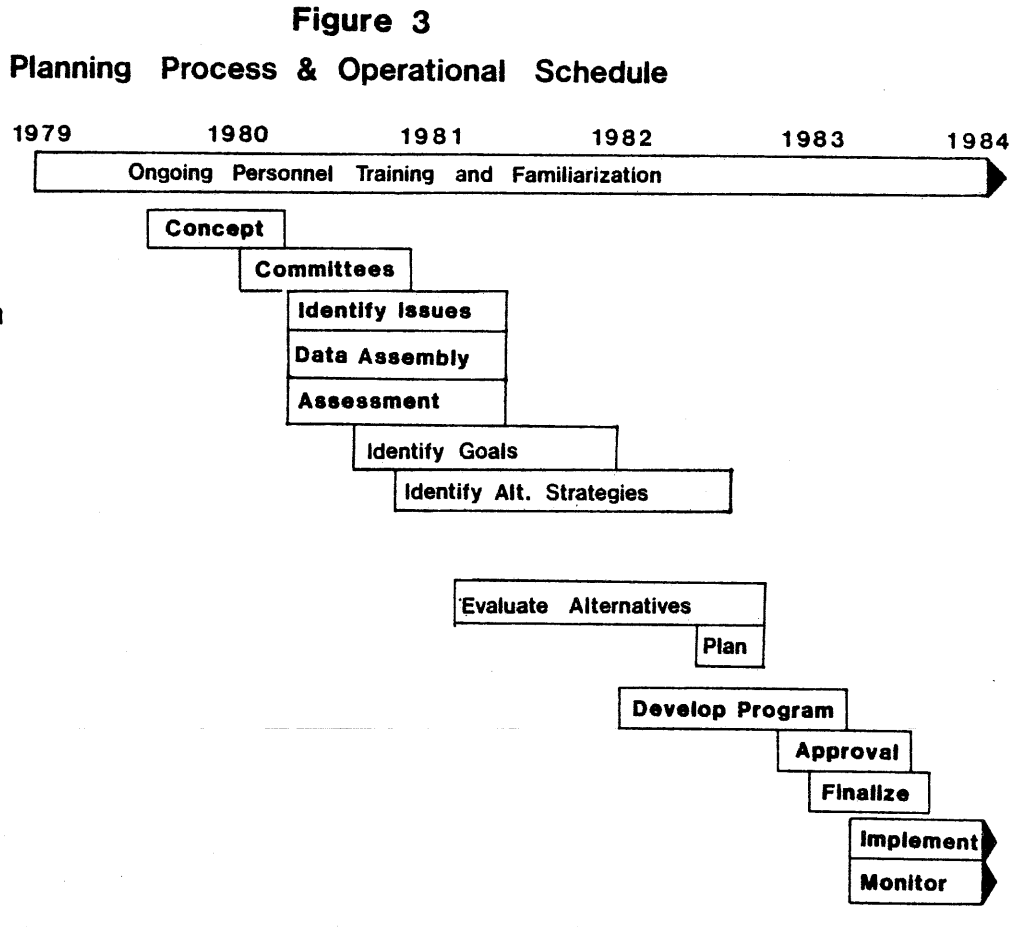 Figure 3
Planning Process & Operational Schedule
1979 1980 1981 1982 1983 1984
Ongoing Personnel Training and Familiarization
Concept
Committees
Identify Issues
Data Assembly
Assessment
Identify Goals
Identify Alt. Strategies
Evaluate Alternatives
Plan
Develop Program
Approval
Finalize
Implement
Monitor